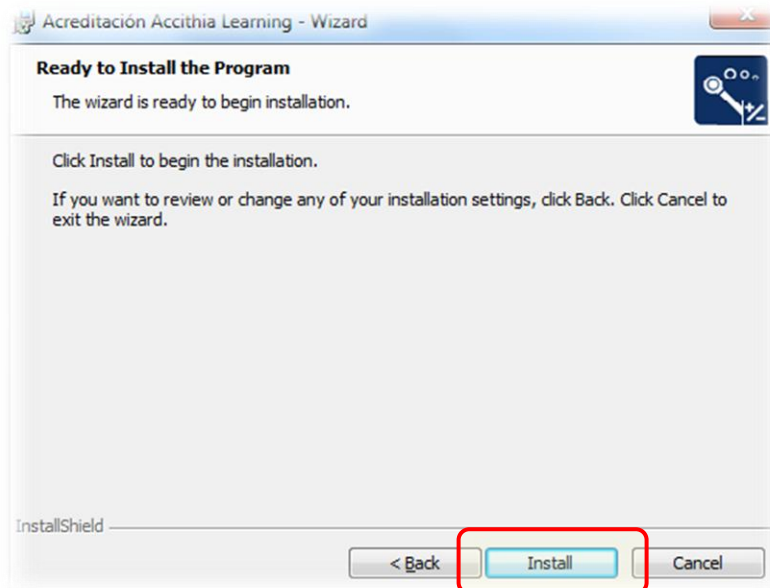 Acreditación Accithia Learning - Wizard
Ready to Install the Program
The wizard is ready to begin installation.
Click Install to begin the installation.
If you want to review or change any of your installation settings, click Back. Click Cancel to
exit the wizard.
InstallShield
< Back Install Cancel